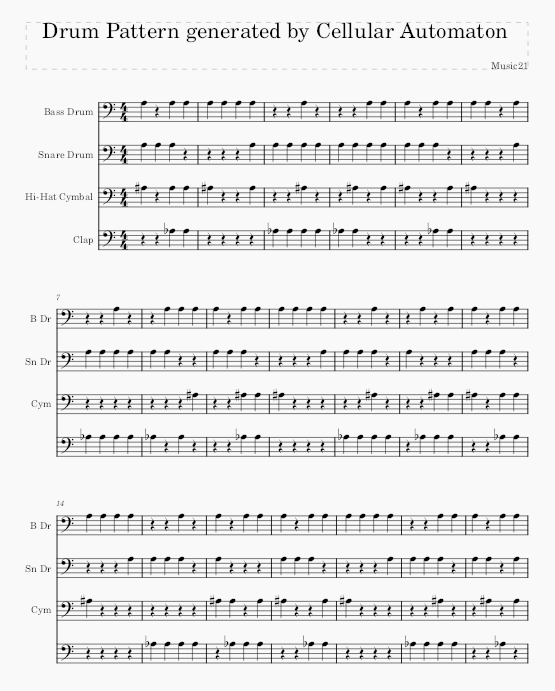 Drum Pattern generated by Cellular Automaton
Music21
Bass Drum
Snare Drum
Hi-Hat Cymbal
Clap
7
B Dr
Sn Dr
Cym
14
B Dr
Sn Dr
Cym